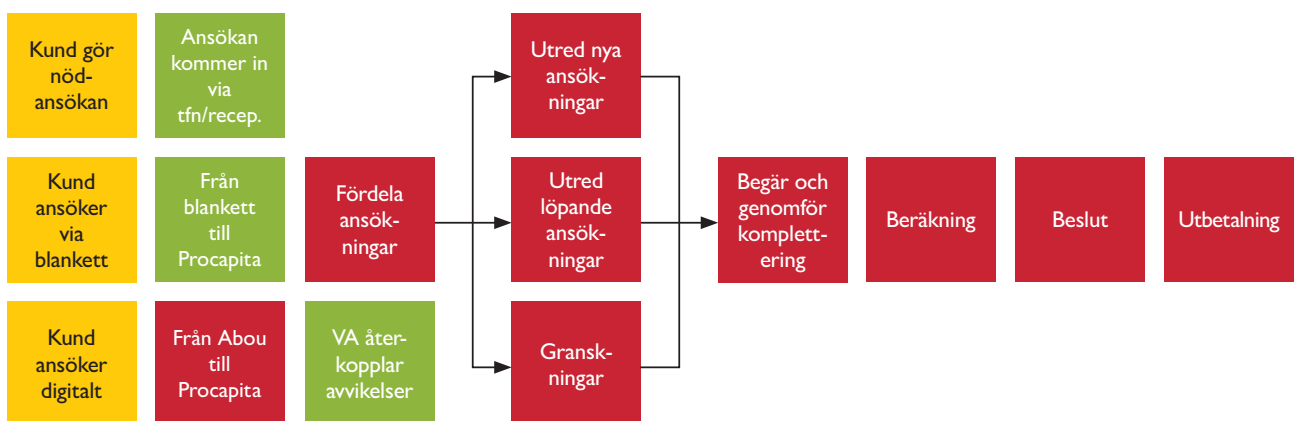 Kund gör
nöd-
ansökan
Ansökan
kommer in
via
tfn/recep.
Utred nya
ansök-
ningar
Kund
ansöker
via
blankett
Från
blankett
till
Procapita
Fördela
ansök-
ningar
Utred
löpande
ansök-
ningar
Begär och
genomför
komplett-
ering
Beräkning
Beslut
Utbetalning
Kund
ansöker
digitalt
Från Abou
till
Procapita
VA åter-
kopplar
avvikelser
Gransk-
ningar